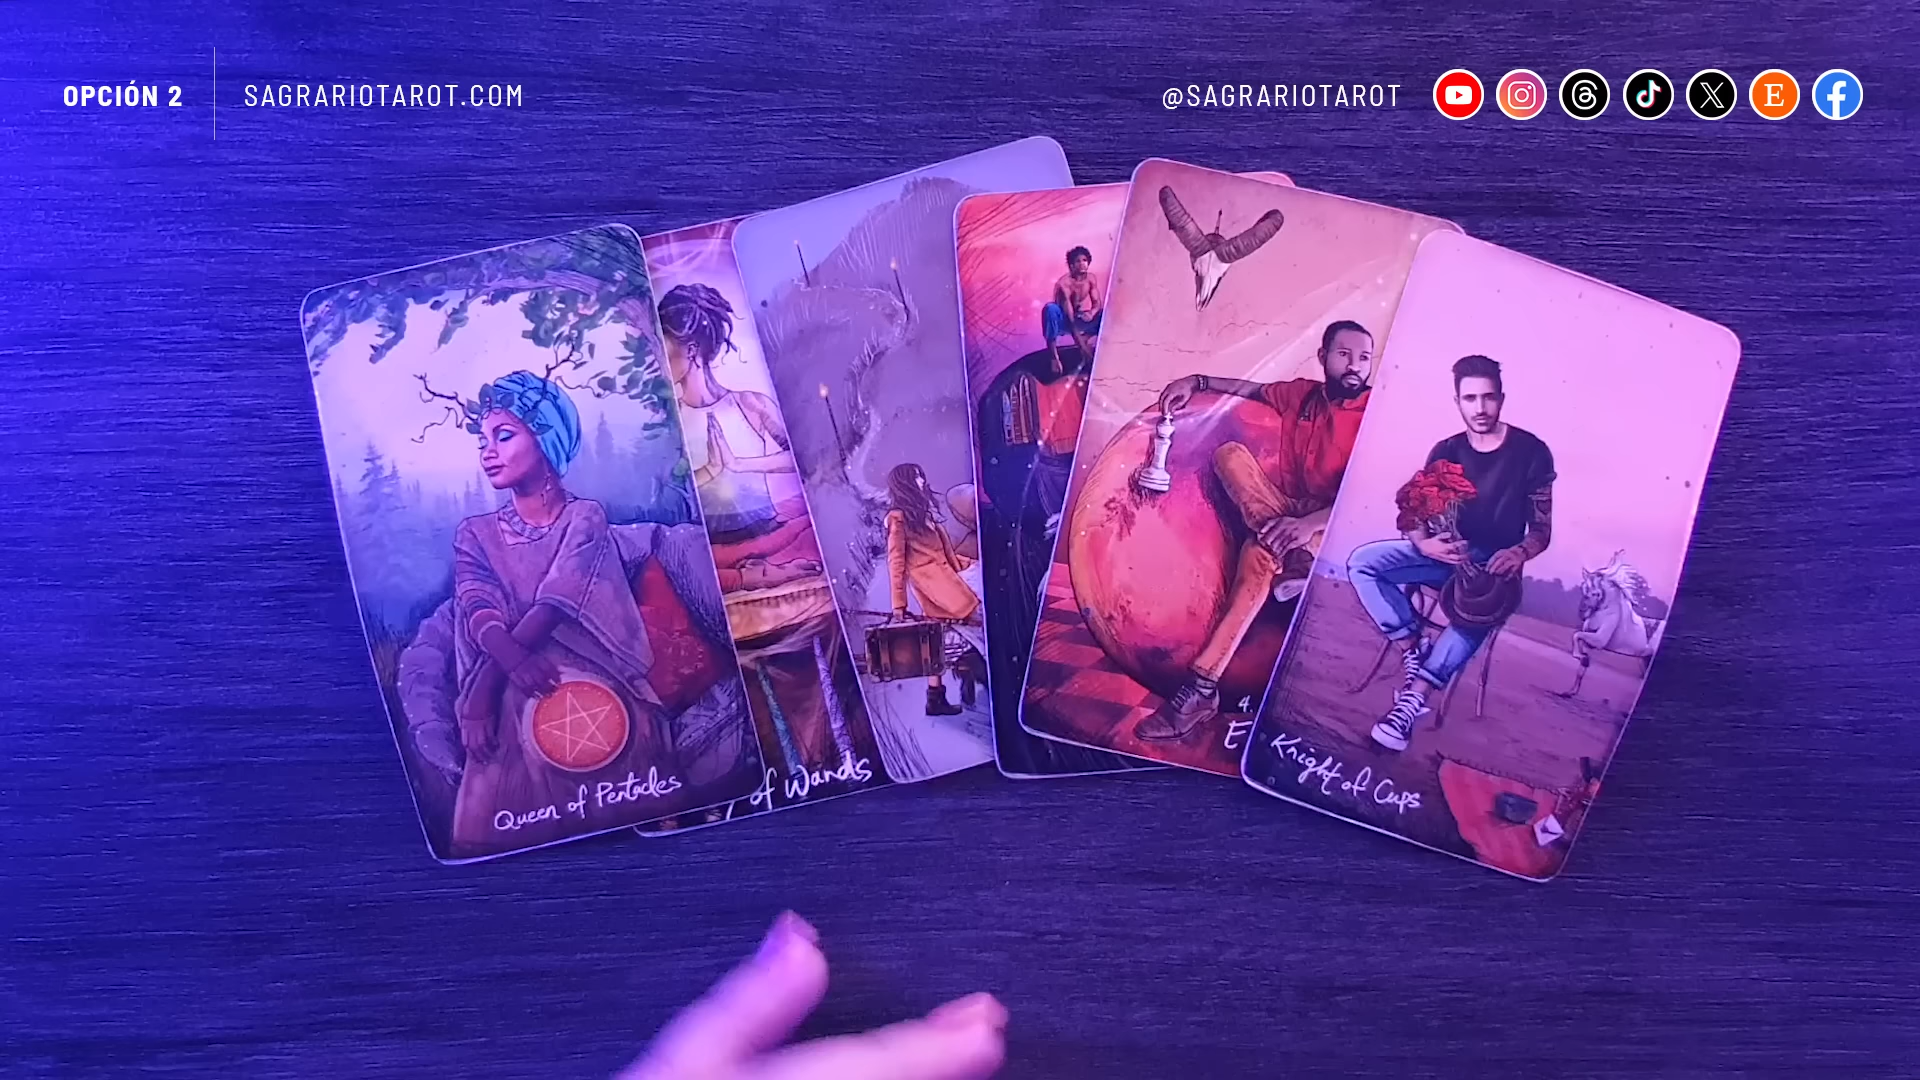 OPCIÓN 2
SAGRARIOTAROT.COM
@SAGRARIOTAROT
Queen of Pentacles
of Wands
4.
E
Knight of Cups